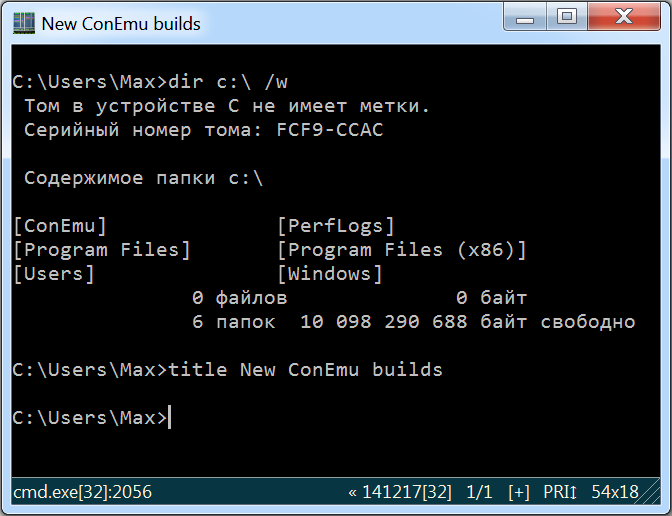 New ConEmu builds
C:\Users\Max>dir c:\ /w
Том в устройстве C не имеет метки.
Серийный номер тома: FCF9-CCAC
Содержимое папки c:\
[ConEmu] [PerfLogs]
[Program Files] [Program Files (x86)]
[Users] [Windows]
0 файлов 0 байт
6 папок 10 098 290 688 байт свободно
C:\Users\Max>title New ConEmu builds
C:\Users\Max>
cmd.exe[32]:2056 « 141217[32] 1/1 [+] PRI↕ 54x18